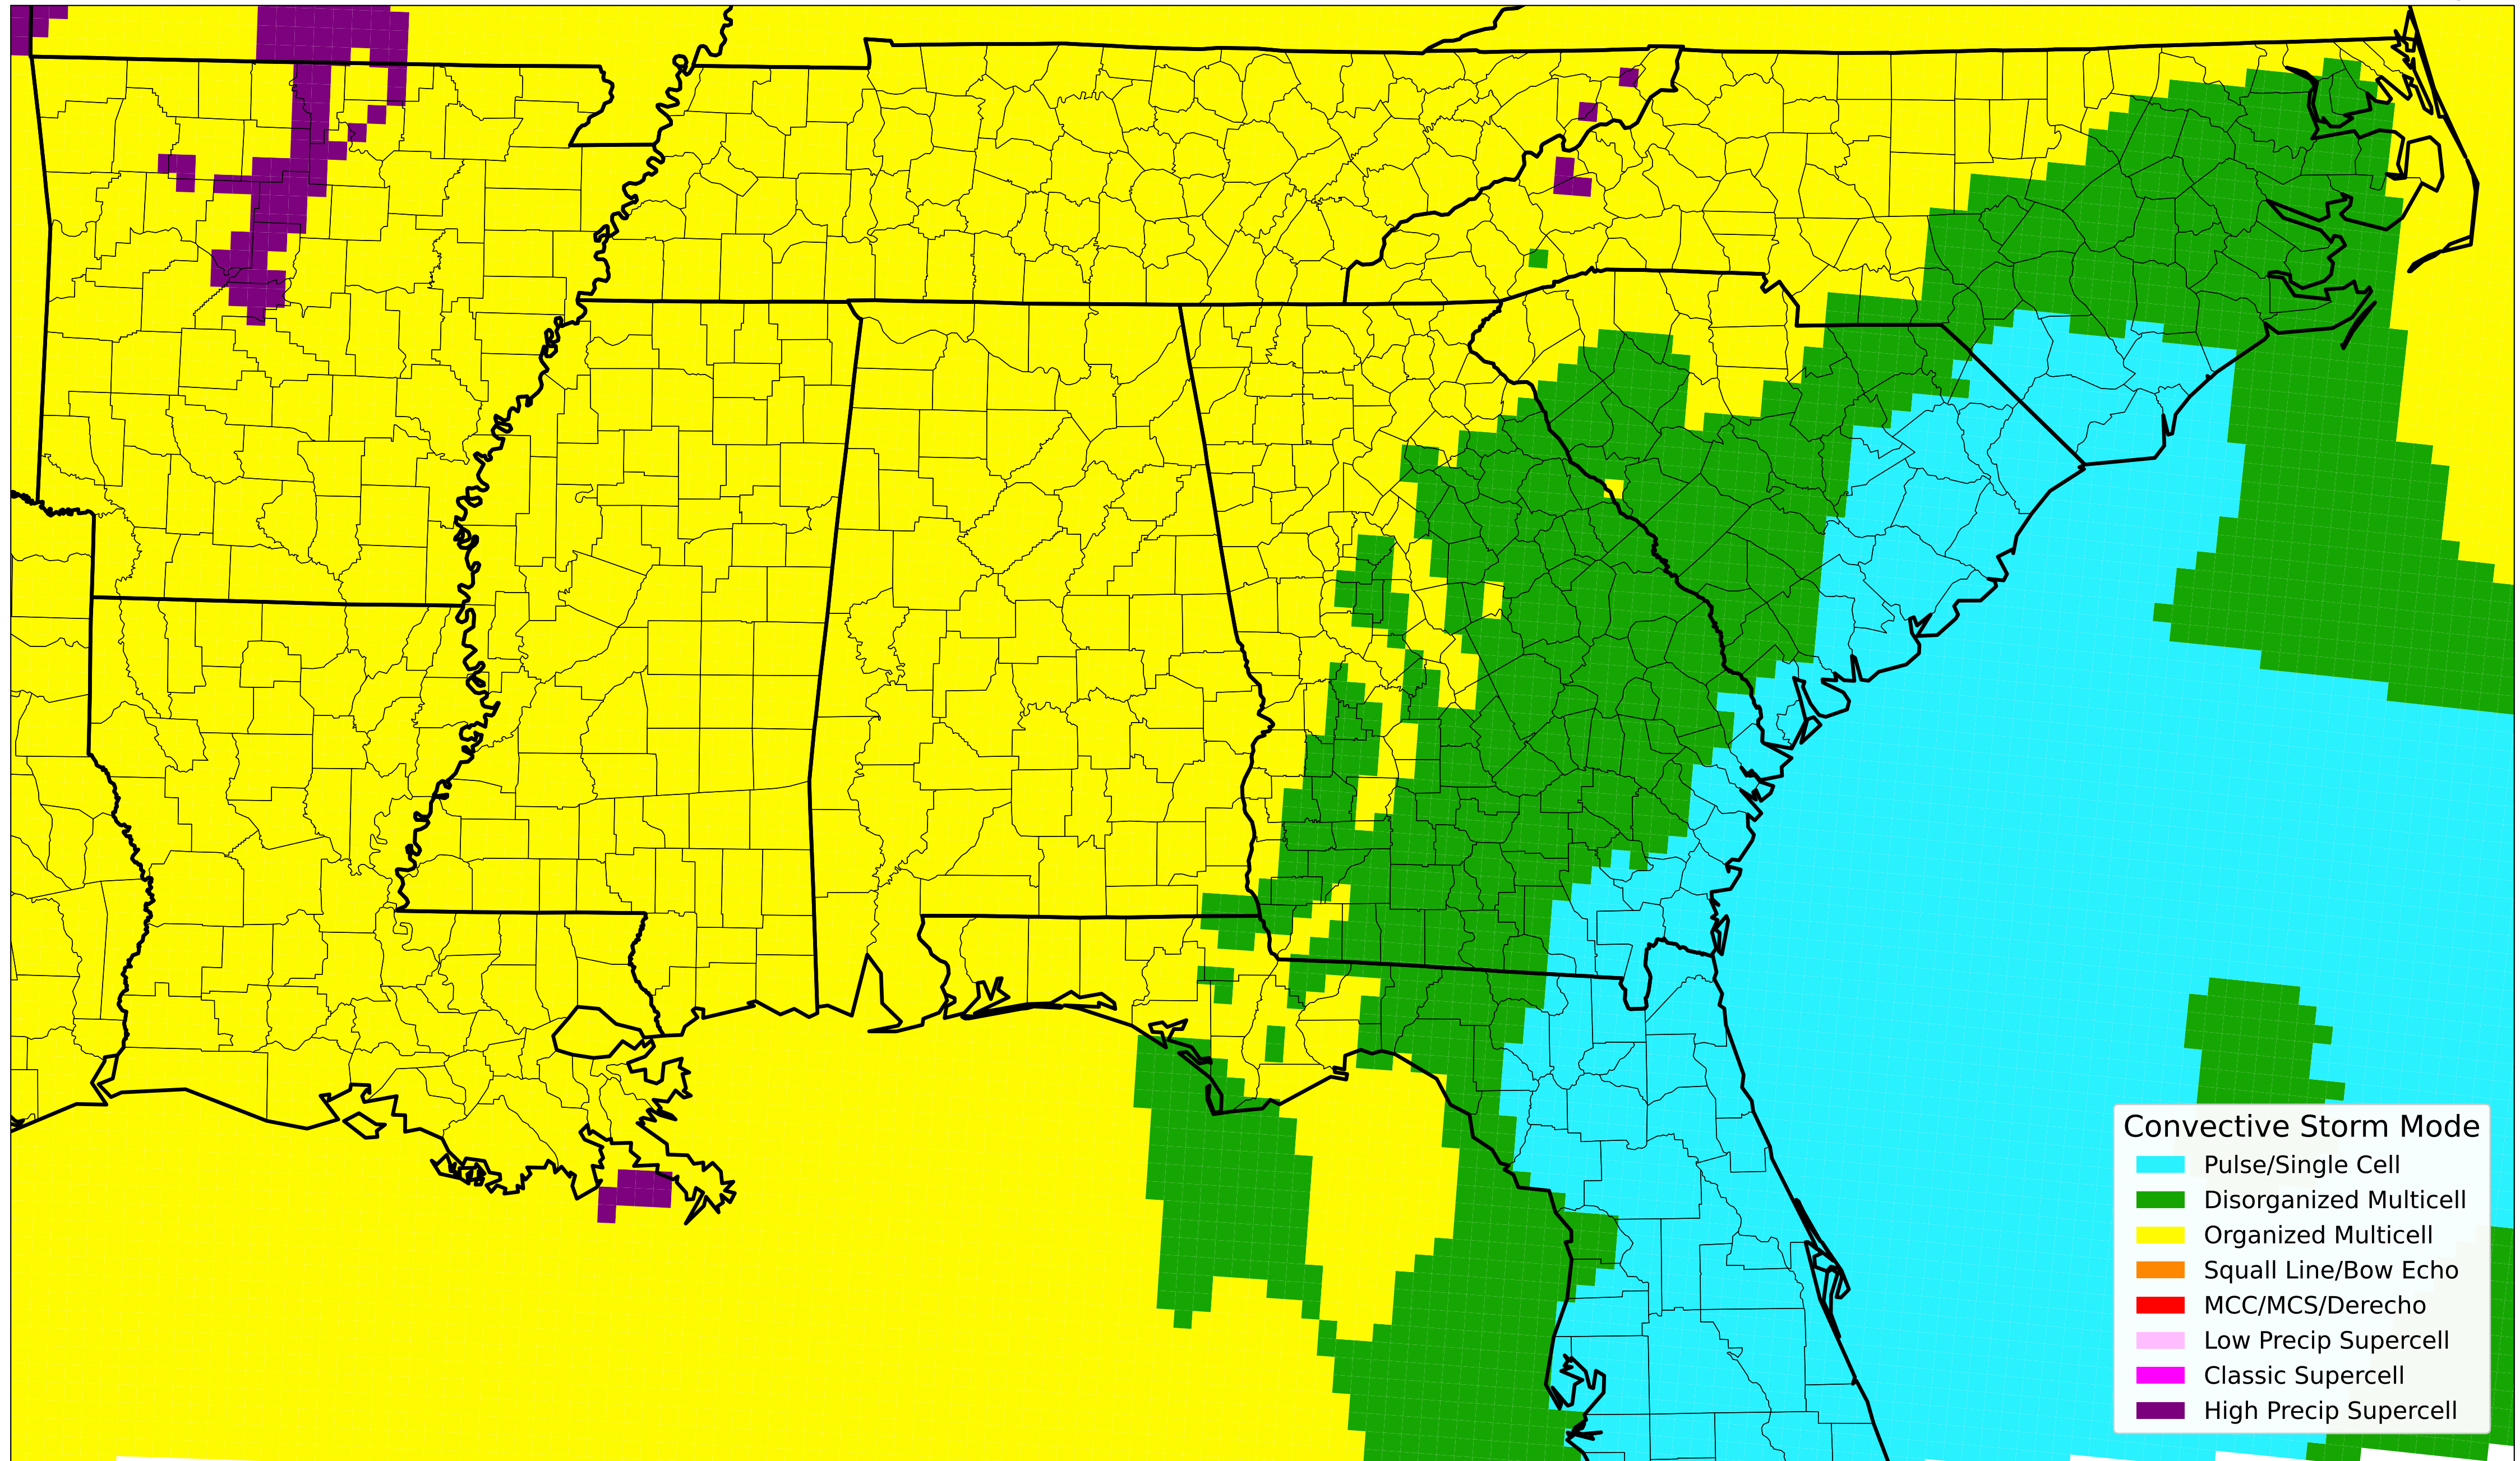 Convective Storm Mode
Pulse/Single Cell
Disorganized Multicell
Organized Multicell
Squall Line/Bow Echo
MCC/MCS/Derecho
Low Precip Supercell
Classic Supercell
High Precip Supercell